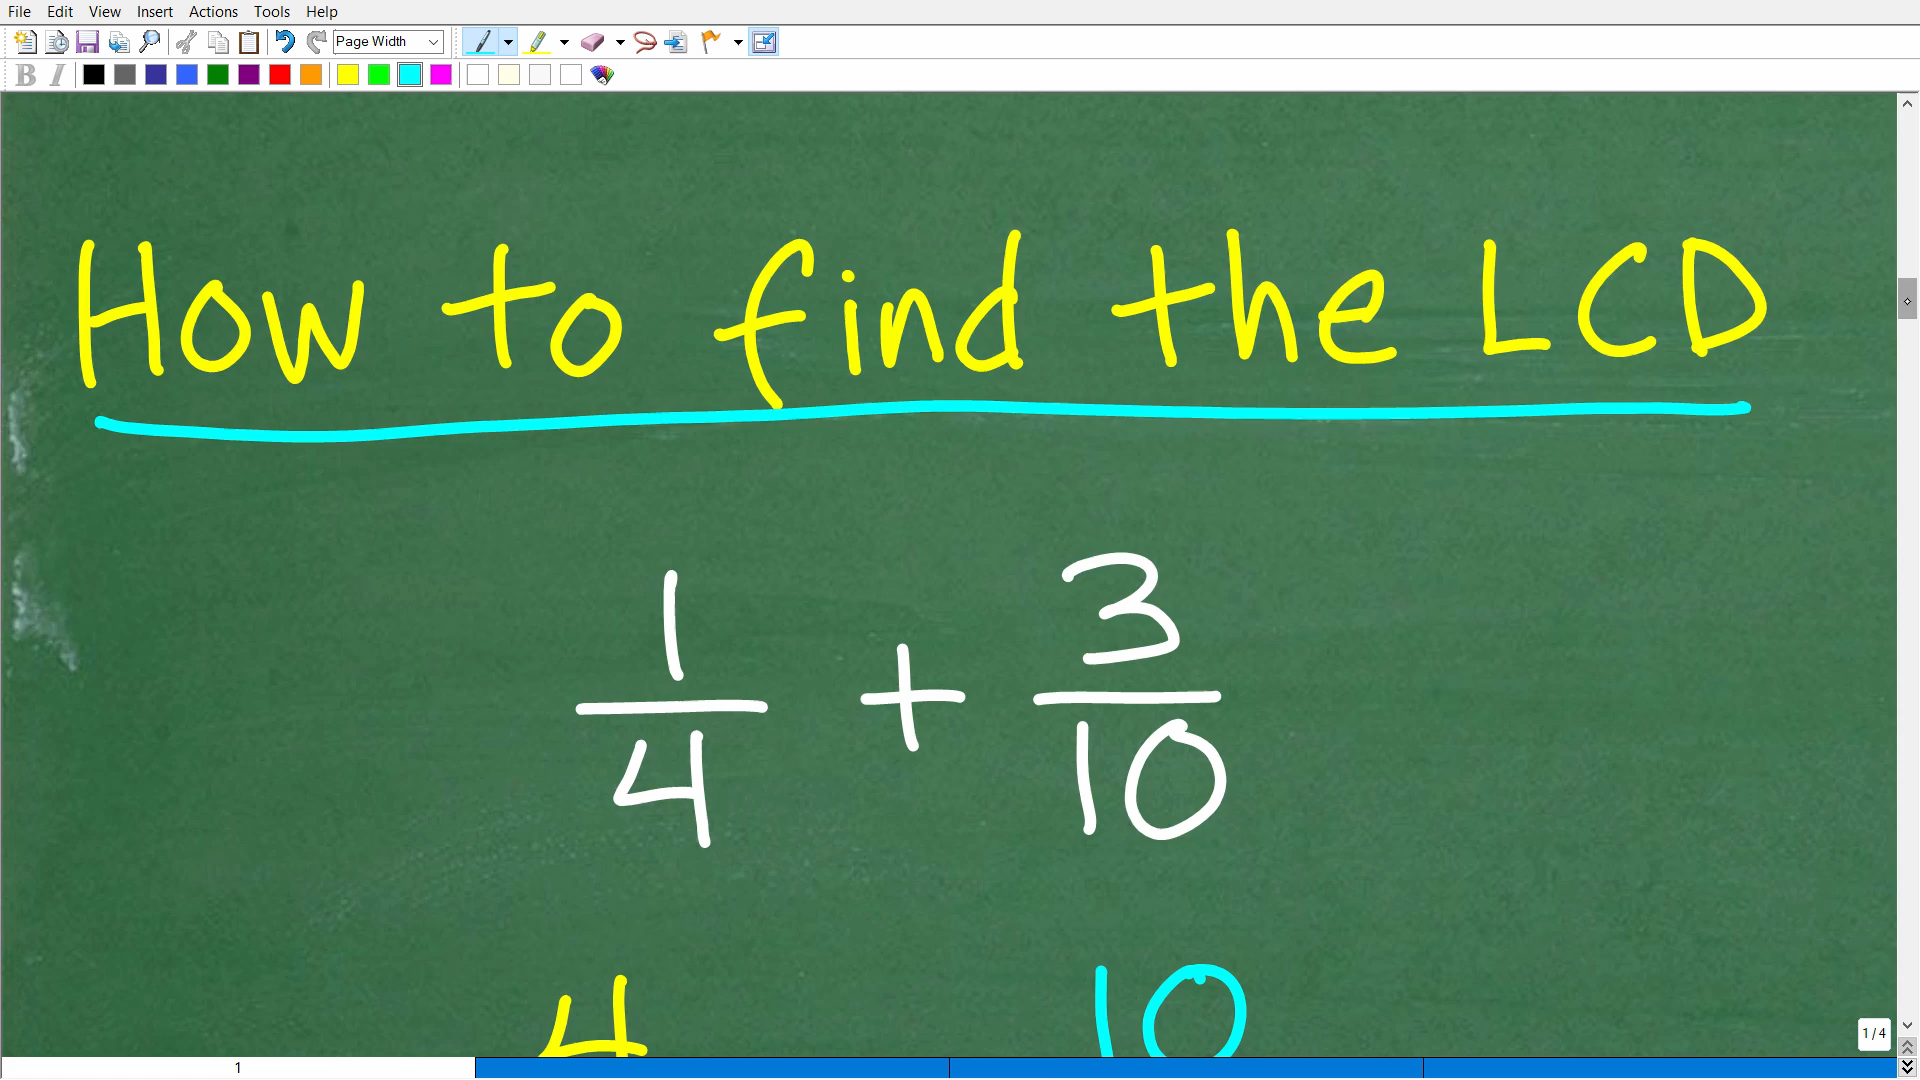 File Edit View Insert Actions Tools Help
Page Width
B I
How to find the LCD
1 3
+
4 10
4 10
1 / 4
1